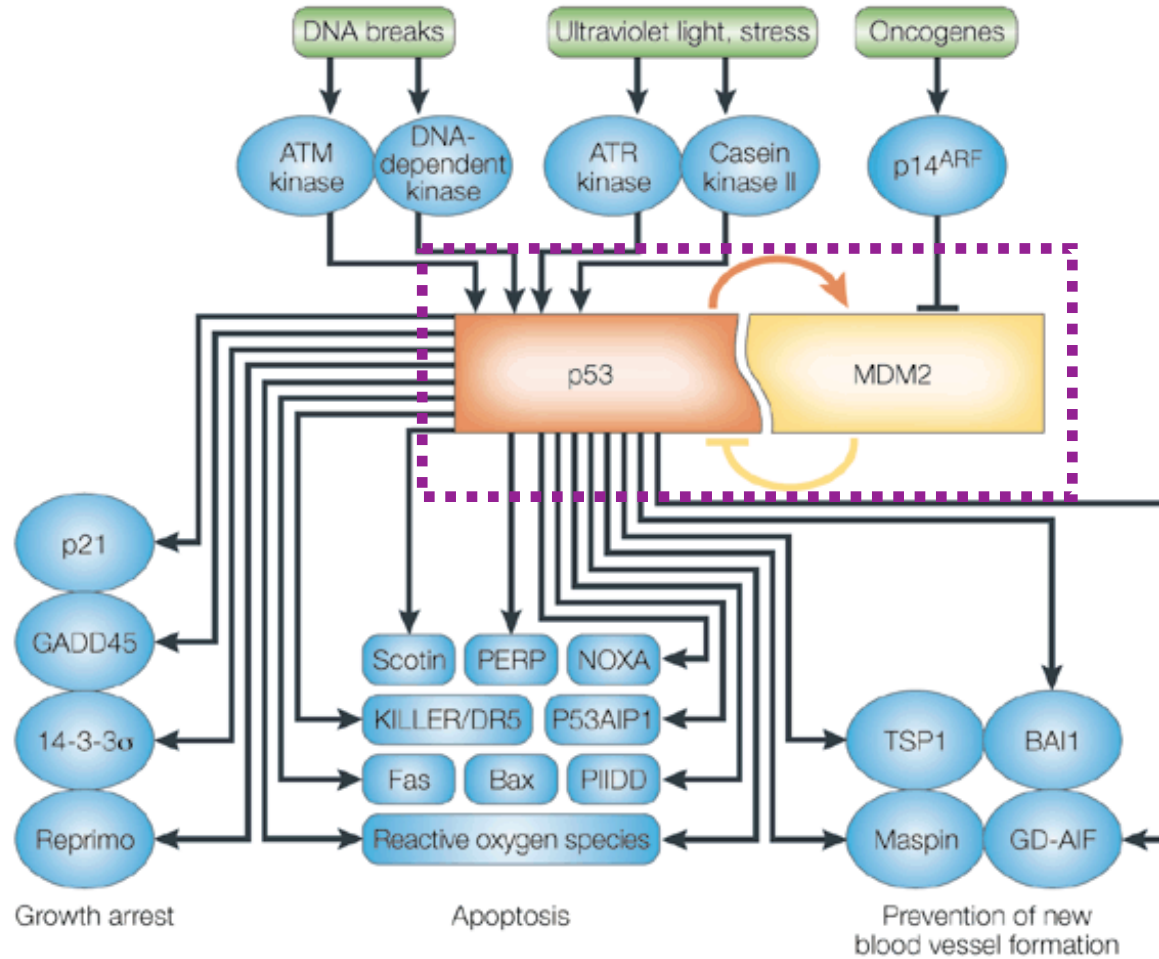 DNA breaks
Ultraviolet light, stress
Oncogenes
ATM
kinase
DNA-
dependent
kinase
ATR
kinase
Casein
kinase II
p14ARF
p53
MDM2
p21
GADD45
14-3-3σ
Reprimo
Scotin
PERP
NOXA
KILLER/DR5
P53AIP1
Fas
Bax
PIIDD
Reactive oxygen species
TSP1
BAI1
Maspin
GD-AIF
Growth arrest
Apoptosis
Prevention of new
blood vessel formation